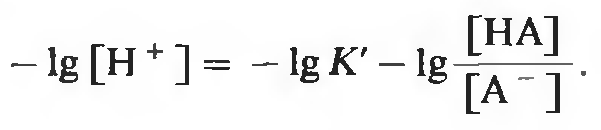 − lg [H⁺] = − lg K′ − lg [HA]/[A⁻].